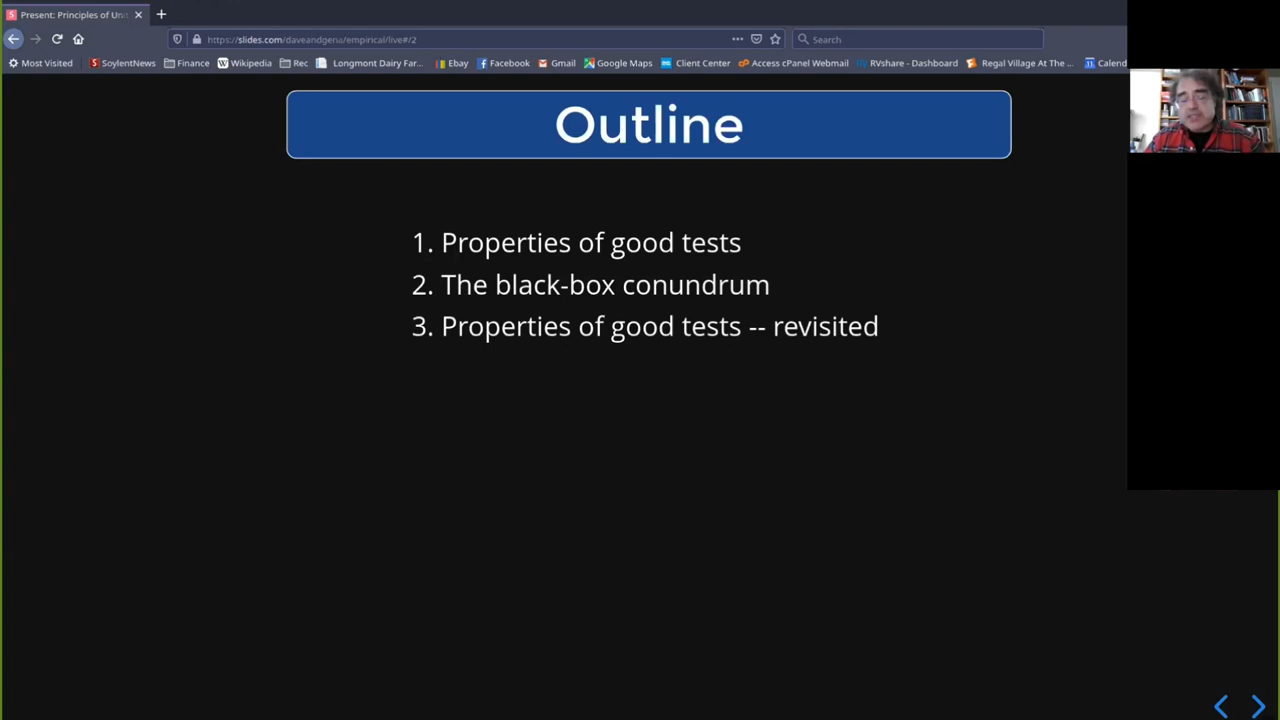 Present: Principles of Uni
https://slides.com/daveandgena/empirical/live#/2
Search
Most Visited SoylentNews Finance Wikipedia Rec Longmont Dairy Far... Ebay Facebook Gmail Google Maps Client Center Access cPanel Webmail RVshare - Dashboard Regal Village At The ... Calend
Outline
1. Properties of good tests
2. The black-box conundrum
3. Properties of good tests -- revisited